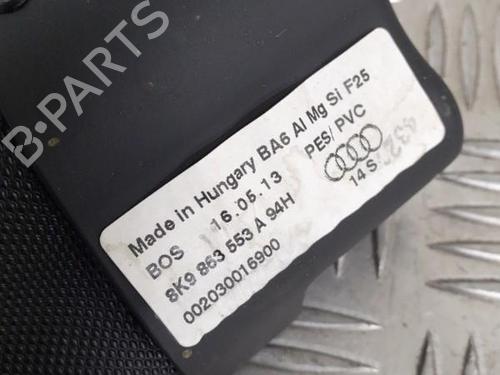 Made in Hungary BA6 Al Mg Si F25
BOS 16.05.13 PES/ PVC
8K9 863 553 A 94H 14 S
002030016900
B